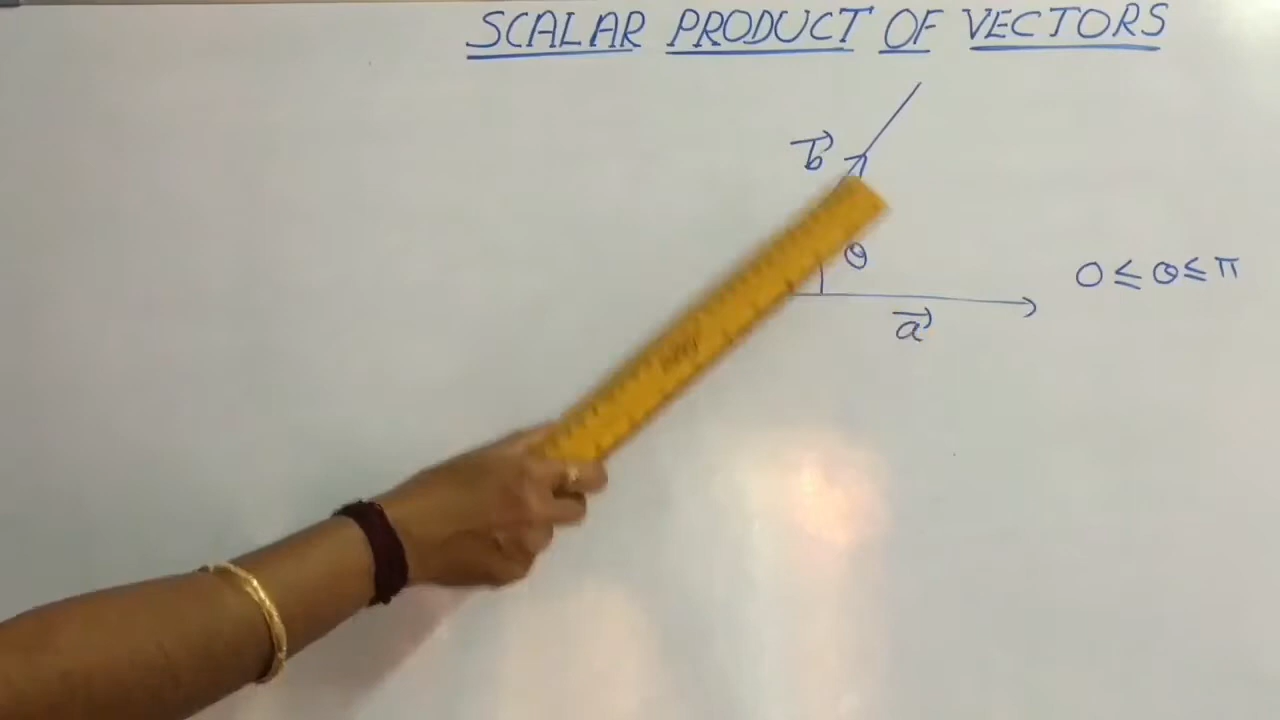 SCALAR PRODUCT OF VECTORS
b⃗
θ
0 ≤ θ ≤ π
a⃗